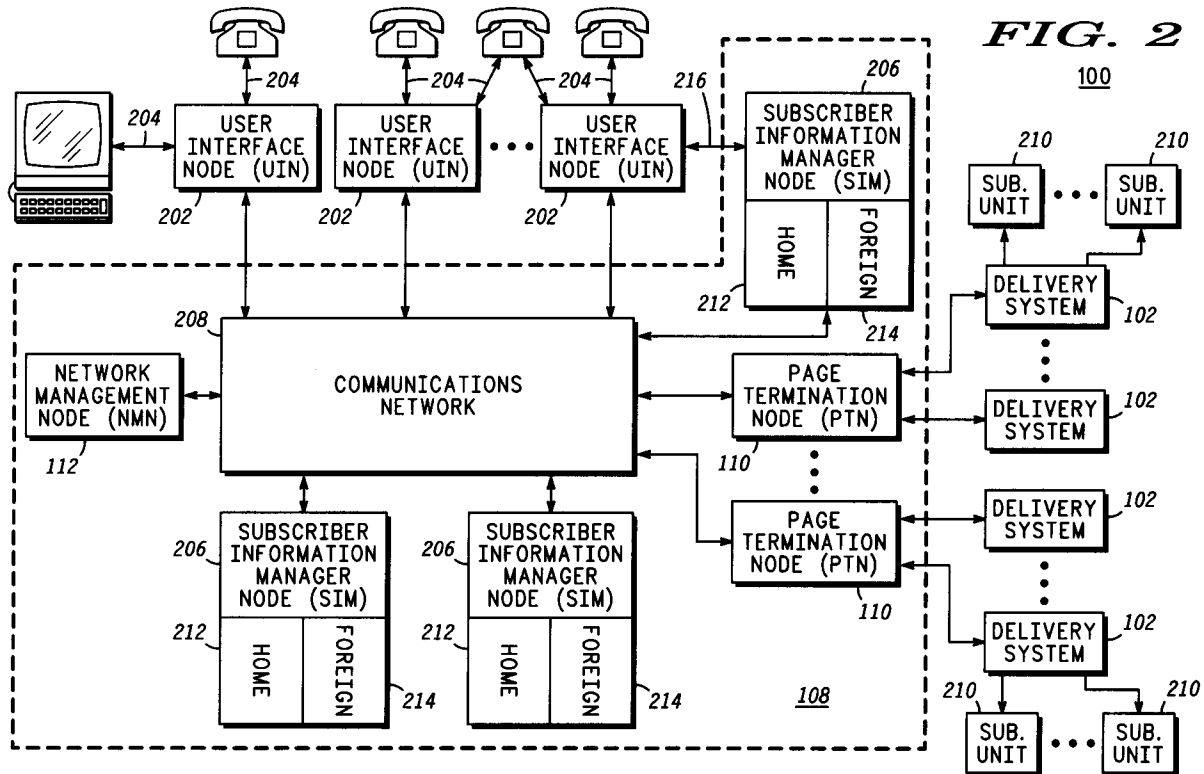 FIG. 2
100
204
204
204
216
206
204
USER
INTERFACE
NODE (UIN)
202
USER
INTERFACE
NODE (UIN)
202
USER
INTERFACE
NODE (UIN)
202
SUBSCRIBER
INFORMATION
MANAGER
NODE (SIM)
HOME
FOREIGN
212
214
210
210
SUB.
UNIT
SUB.
UNIT
DELIVERY
SYSTEM
102
208
COMMUNICATIONS
NETWORK
NETWORK
MANAGEMENT
NODE (NMN)
112
PAGE
TERMINATION
NODE (PTN)
110
DELIVERY
SYSTEM
102
PAGE
TERMINATION
NODE (PTN)
110
DELIVERY
SYSTEM
102
DELIVERY
SYSTEM
102
206
SUBSCRIBER
INFORMATION
MANAGER
NODE (SIM)
212
HOME
FOREIGN
214
206
SUBSCRIBER
INFORMATION
MANAGER
NODE (SIM)
212
HOME
FOREIGN
214
108
210
210
SUB.
UNIT
SUB.
UNIT